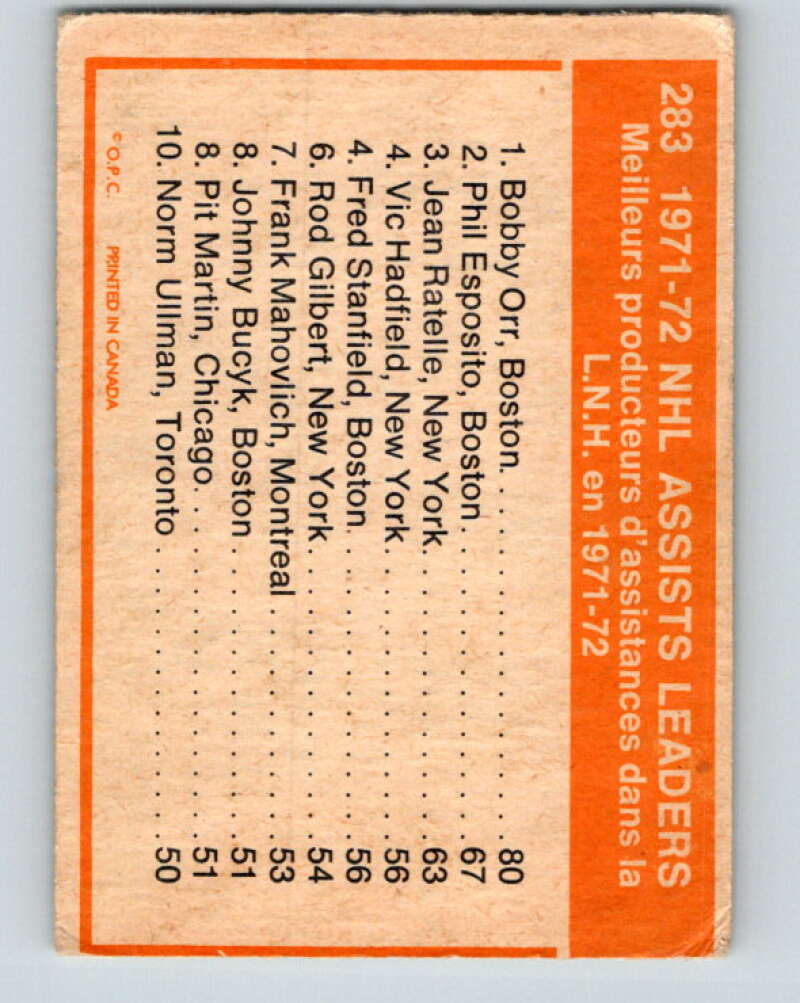 283 1971-72 NHL ASSISTS LEADERS
Meilleurs producteurs d'assistances dans la
L.N.H. en 1971-72
1. Bobby Orr, Boston. . . . . . . . . . . . . . . 80
2. Phil Esposito, Boston . . . . . . . . . . . . . 67
3. Jean Ratelle, New York. . . . . . . . . . . . 63
4. Vic Hadfield, New York. . . . . . . . . . . . 56
4. Fred Stanfield, Boston. . . . . . . . . . . . . 56
6. Rod Gilbert, New York. . . . . . . . . . . . 54
7. Frank Mahovlich, Montreal . . . . . . . . . . 53
8. Johnny Bucyk, Boston . . . . . . . . . . . . 51
8. Pit Martin, Chicago. . . . . . . . . . . . . . . 51
10. Norm Ullman, Toronto . . . . . . . . . . . . 50
© O.P.C. PRINTED IN CANADA